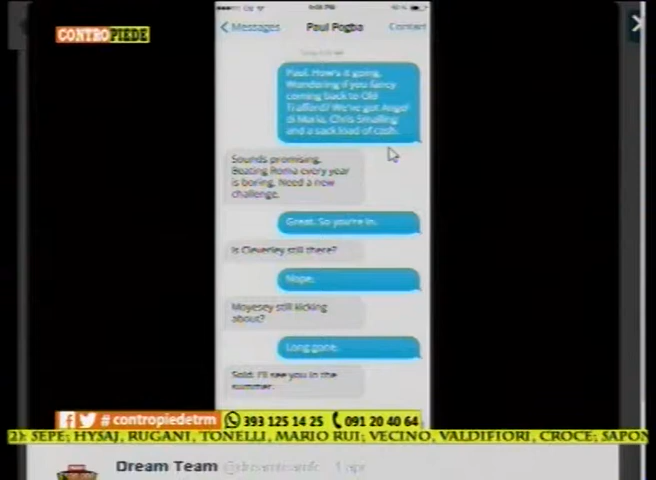 CONTROPIEDE
Messages
Paul Pogba
Contact
Paul. How's it going.
Wondering if you fancy
coming back to Old
Trafford? We've got Angel
di Maria, Chris Smalling
and a sack load of cash.
Sounds promising.
Beating Roma every year
is boring. Need a new
challenge.
Great. So you're in.
Is Cleverley still there?
Nope.
Moyesey still kicking
about?
Long gone.
Sold. I'll see you in the
summer.
# contropiedetrm 393 125 14 25 091 20 40 64
2): SEPE; HYSAJ, RUGANI, TONELLI, MARIO RUI; VECINO, VALDIFIORI, CROCE; SAPON
Dream Team @dreamteamfc 1 apr